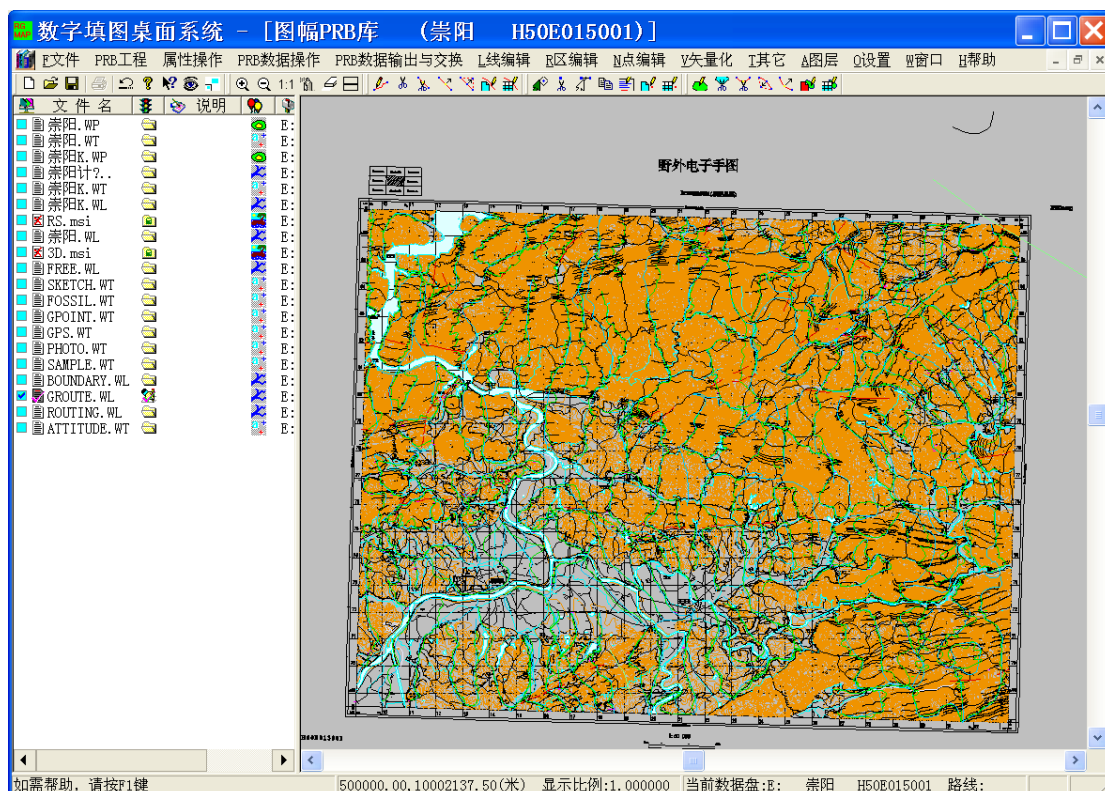 RG MAP 数字填图桌面系统 - [图幅PRB库 (崇阳 H50E015001)]
F文件 PRB工程 属性操作 PRB数据操作 PRB数据输出与交换 L线编辑 R区编辑 N点编辑 V矢量化 T其它 A图层 O设置 W窗口 H帮助
1:1
文件名 说明
崇阳.WP E:
崇阳.WT E:
崇阳K.WP E:
崇阳计?.. E:
崇阳K.WT E:
崇阳K.WL E:
RS.msi E:
崇阳.WL E:
3D.msi E:
FREE.WL E:
SKETCH.WT E:
FOSSIL.WT E:
GPOINT.WT E:
GPS.WT E:
PHOTO.WT E:
SAMPLE.WT E:
BOUNDARY.WL E:
GROUTE.WL E:
ROUTING.WL E:
ATTITUDE.WT E:
野外电子手图
H50E015001
如需帮助，请按F1键 500000.00,10002137.50(米) 显示比例:1.000000 当前数据盘:E: 崇阳 H50E015001 路线: